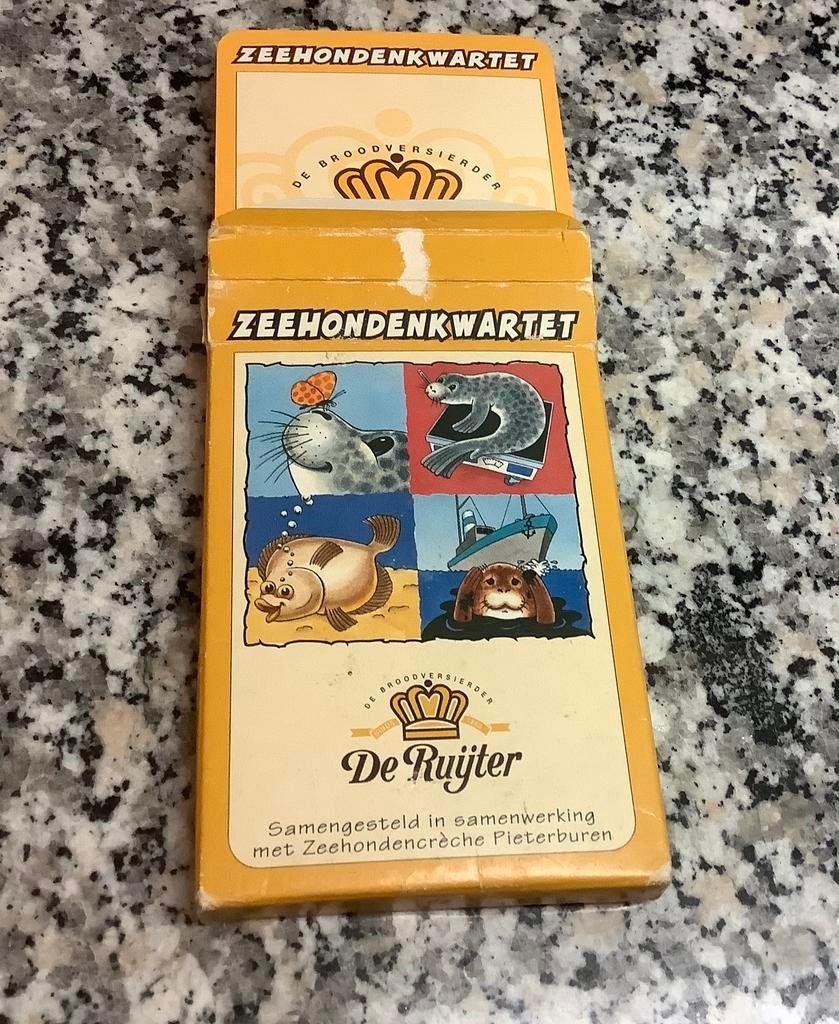 ZEEHONDENKWARTET
DE BROODVERSIERDER
ZEEHONDENKWARTET
DE BROODVERSIERDER
De Ruijter
Samengesteld in samenwerking
met Zeehondencrèche Pieterburen